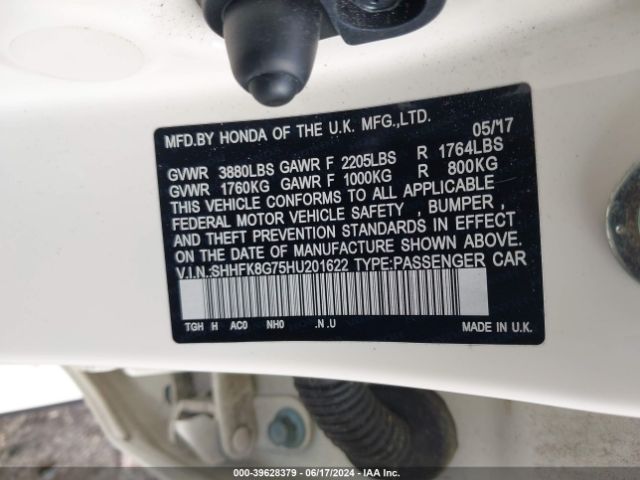 MFD.BY HONDA OF THE U.K. MFG.,LTD. 05/17
GVWR 3880LBS GAWR F 2205LBS R 1764LBS
GVWR 1760KG GAWR F 1000KG R 800KG
THIS VEHICLE CONFORMS TO ALL APPLICABLE
FEDERAL MOTOR VEHICLE SAFETY , BUMPER ,
AND THEFT PREVENTION STANDARDS IN EFFECT
ON THE DATE OF MANUFACTURE SHOWN ABOVE.
V.I.N.:SHHFK8G75HU201622 TYPE:PASSENGER CAR
TGH H AC0 NH0 .N .U MADE IN U.K.
000-39628379 - 06/17/2024 - IAA Inc.